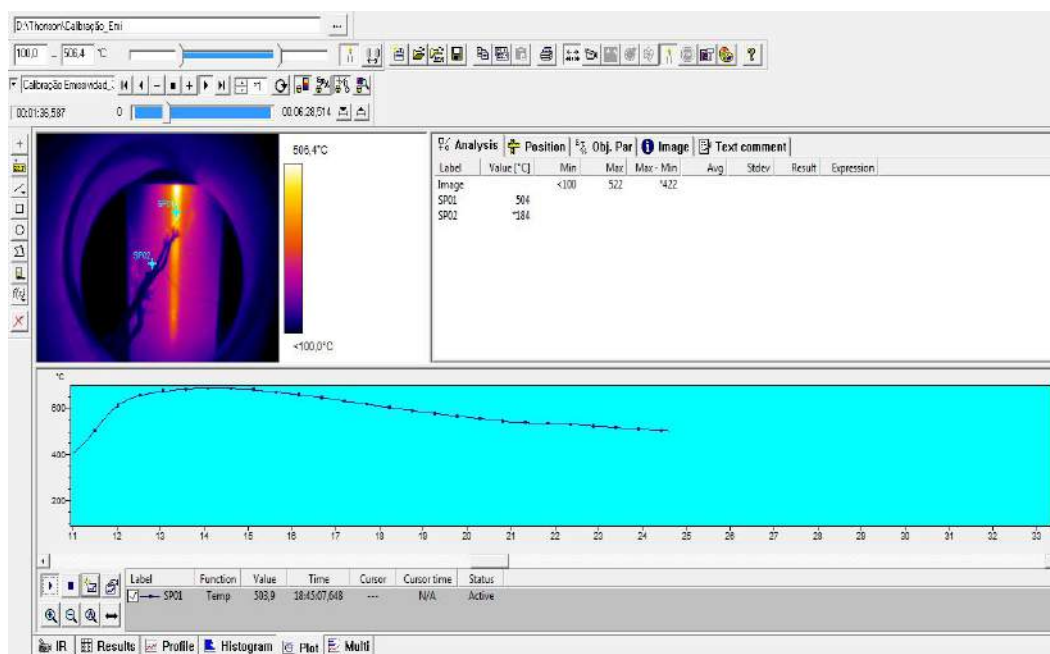 D:\Thonson\Calibração_Emi ...
100,0 - 506,4 °C
Calibração Emissividad_
00:01:36,587 0 00:06:28,514
506,4°C
<100,0°C
SP01
SP02
Analysis Position Obj. Par Image Text comment
Label Value [°C] Min Max Max - Min Avg Stdev Result Expression
Image <100 522 *422
SP01 504
SP02 *184
°C
600
400
200
11 12 13 14 15 16 17 18 19 20 21 22 23 24 25 26 27 28 29 30 31 32 33
Label Function Value Time Cursor Cursor time Status
SP01 Temp 503,9 18:45:07,648 --- N/A Active
IR Results Profile Histogram Plot Multi